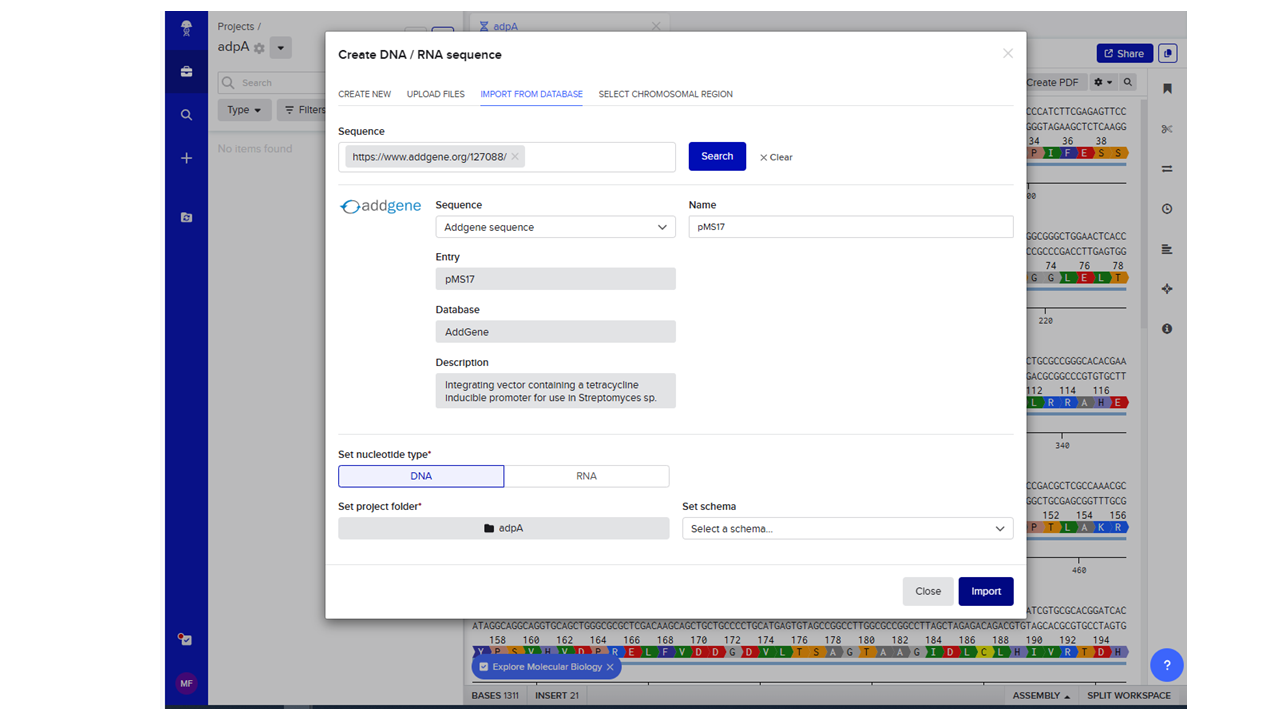 Projects /
adpA
Search
Type
Filters
No items found
MF
adpA
Share
Create PDF
Create DNA / RNA sequence
CREATE NEW
UPLOAD FILES
IMPORT FROM DATABASE
SELECT CHROMOSOMAL REGION
Sequence
https://www.addgene.org/127088/
Search
Clear
addgene
Sequence
Name
Addgene sequence
pMS17
Entry
pMS17
Database
AddGene
Description
Integrating vector containing a tetracycline
inducible promoter for use in Streptomyces sp.
Set nucleotide type*
DNA
RNA
Set project folder*
Set schema
adpA
Select a schema...
Close
Import
CCCATCTTCGAGAGTTCC
GGGTAGAAGCTCTCAAGG
34 36 38
P I F E S S
GGCGGGCTGGAACTCACC
CCGCCCGACCTTGAGTGG
74 76 78
G G L E L T
220
CTGCGCCGGGCACACGAA
GACGCGGCCCGTGTGCTT
112 114 116
L R R A H E
340
CCGACGCTCGCCAAACGC
GGCTGCGAGCGGTTTGCG
152 154 156
P T L A K R
460
ATCGTGCGCACGGATCAC
ATAGGCAGGCAGGTGCAGCTGGGCGCGCTCGACAAGCAGCTGCTGCCCCTGCATGAGTGTAGCCGGCCTTGGCGCCGGCCTTAGCTAGAGACAGACGTGTAGCACGCGTGCCTAGTG
158 160 162 164 166 168 170 172 174 176 178 180 182 184 186 188 190 192 194
Y P S V H V D P R E L F V D D G D V L T S A G T A A G I D L C L H I V R T D H
Explore Molecular Biology
?
BASES 1311
INSERT 21
ASSEMBLY
SPLIT WORKSPACE